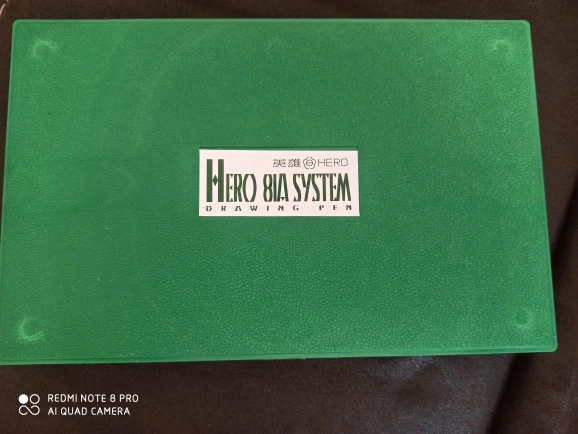 英雄 HERO
HERO 81A SYSTEM
DRAWING PEN
REDMI NOTE 8 PRO
AI QUAD CAMERA